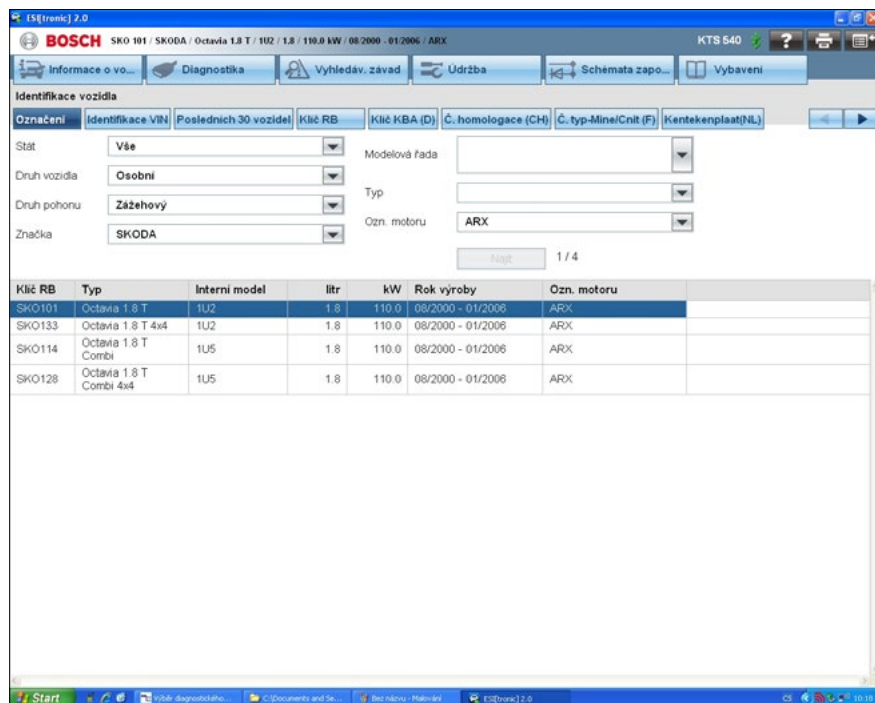 ESI[tronic] 2.0
BOSCH SKO 101 / SKODA / Octavia 1.8 T / 1U2 / 1.8 / 110.0 kW / 08/2000 - 01/2006 / ARX KTS 540 ?
Informace o vo... Diagnostika Vyhledáv. závad Údržba Schémata zapo... Vybavení
Identifikace vozidla
Označení Identifikace VIN Posledních 30 vozidel Klíč RB Klíč KBA (D) Č. homologace (CH) Č. typ-Mine/Cnit (F) Kentekenplaat(NL)
Stát Vše
Modelová řada
Druh vozidla Osobní
Typ
Druh pohonu Zážehový
Ozn. motoru ARX
Značka SKODA
Najít 1 / 4
Klíč RB Typ Interní model litr kW Rok výroby Ozn. motoru
SKO101 Octavia 1.8 T 1U2 1.8 110.0 08/2000 - 01/2006 ARX
SKO133 Octavia 1.8 T 4x4 1U2 1.8 110.0 08/2000 - 01/2006 ARX
SKO114 Octavia 1.8 T Combi 1U5 1.8 110.0 08/2000 - 01/2006 ARX
SKO128 Octavia 1.8 T Combi 4x4 1U5 1.8 110.0 08/2000 - 01/2006 ARX
Start Výběr diagnostického... C:\Documents and Se... Bez názvu - Malování ESI[tronic] 2.0 CS 10:18